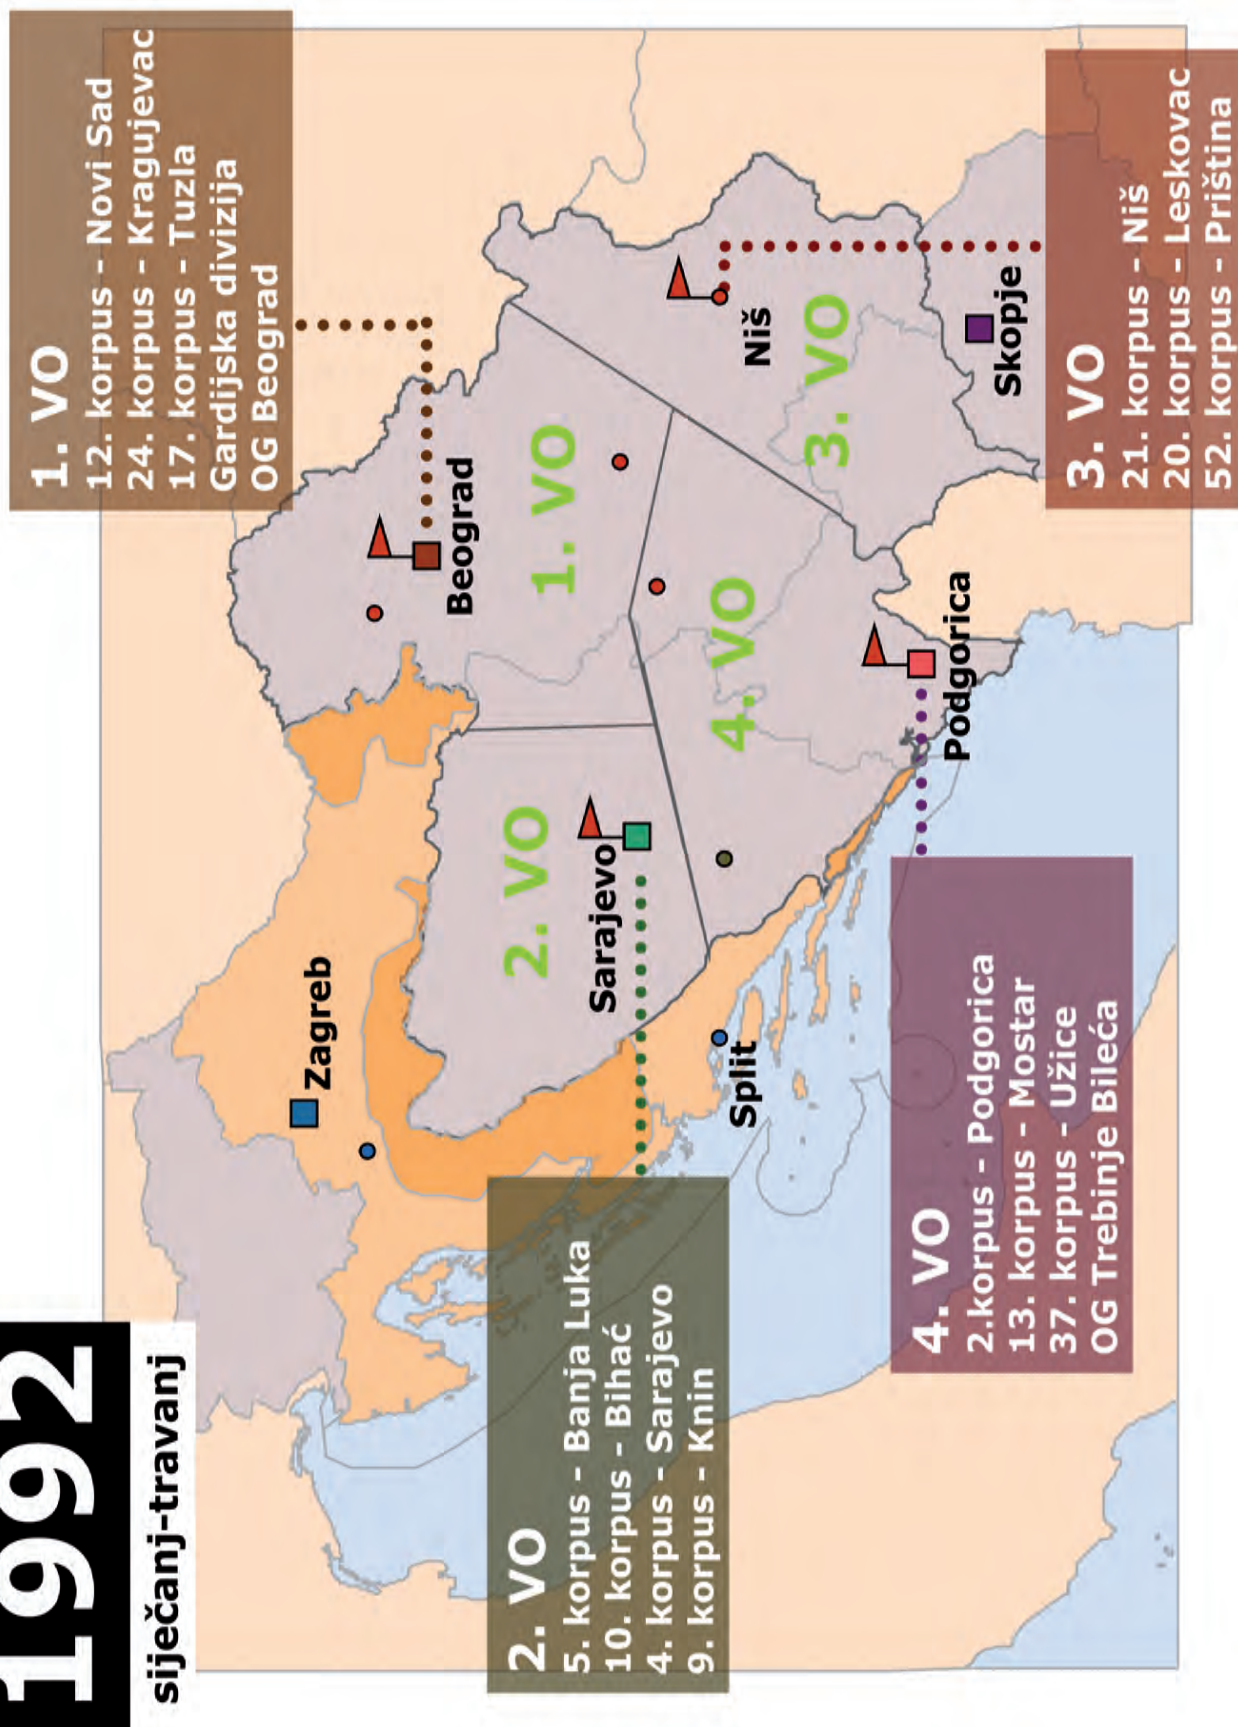 1992
siječanj-travanj
1. VO
12. korpus - Novi Sad
24. korpus - Kragujevac
17. korpus - Tuzla
Gardijska divizija
OG Beograd
Zagreb
Beograd
1. VO
2. VO
Sarajevo
Split
4. VO
Podgorica
Niš
3. VO
Skopje
2. VO
5. korpus - Banja Luka
10. korpus - Bihać
4. korpus - Sarajevo
9. korpus - Knin
4. VO
2.korpus - Podgorica
13. korpus - Mostar
37. korpus - Užice
OG Trebinje Bileća
3. VO
21. korpus - Niš
20. korpus - Leskovac
52. korpus - Priština